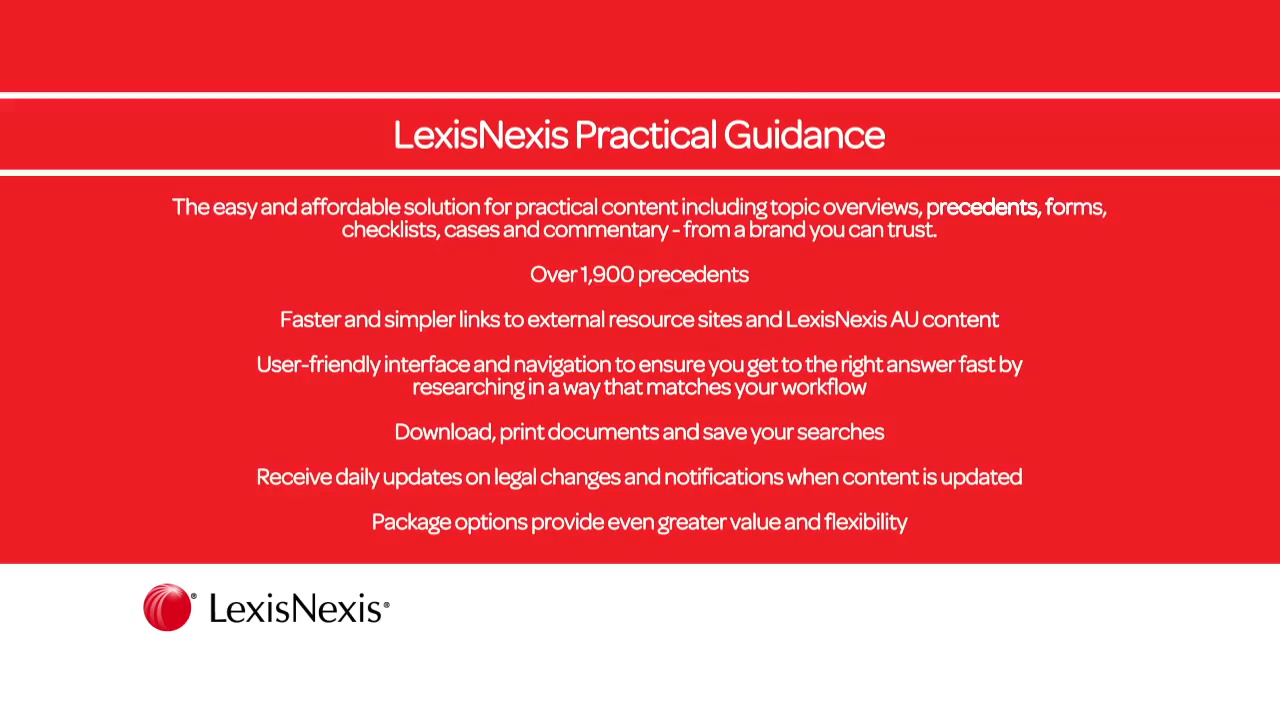 LexisNexis Practical Guidance
The easy and affordable solution for practical content including topic overviews, precedents, forms,
checklists, cases and commentary - from a brand you can trust.
Over 1,900 precedents
Faster and simpler links to external resource sites and LexisNexis AU content
User-friendly interface and navigation to ensure you get to the right answer fast by
researching in a way that matches your workflow
Download, print documents and save your searches
Receive daily updates on legal changes and notifications when content is updated
Package options provide even greater value and flexibility
® LexisNexis®